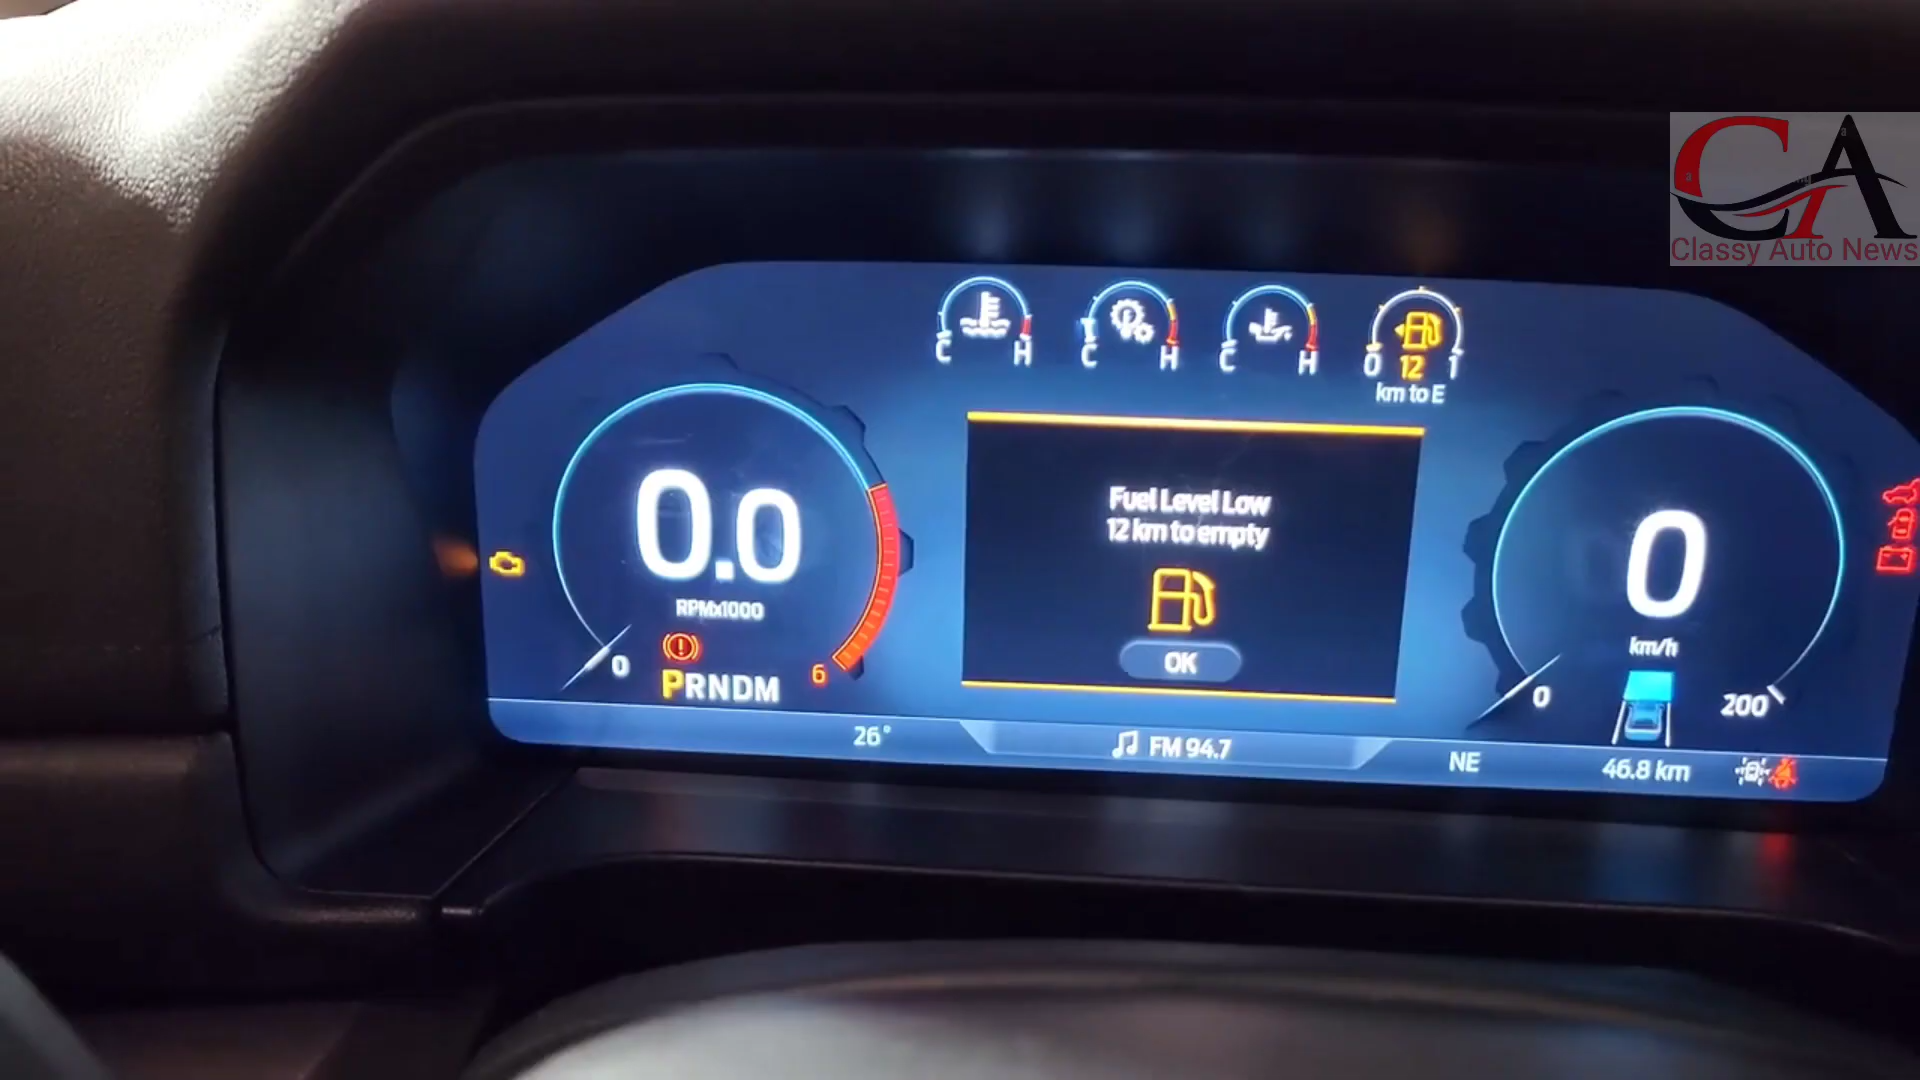 CA
Classy Auto News
C H
C H
C H
0 12 1
km to E
0.0
RPMx1000
0
6
PRNDM
Fuel Level Low
12 km to empty
OK
0
km/h
0
200
26°
FM 94.7
NE
46.8 km